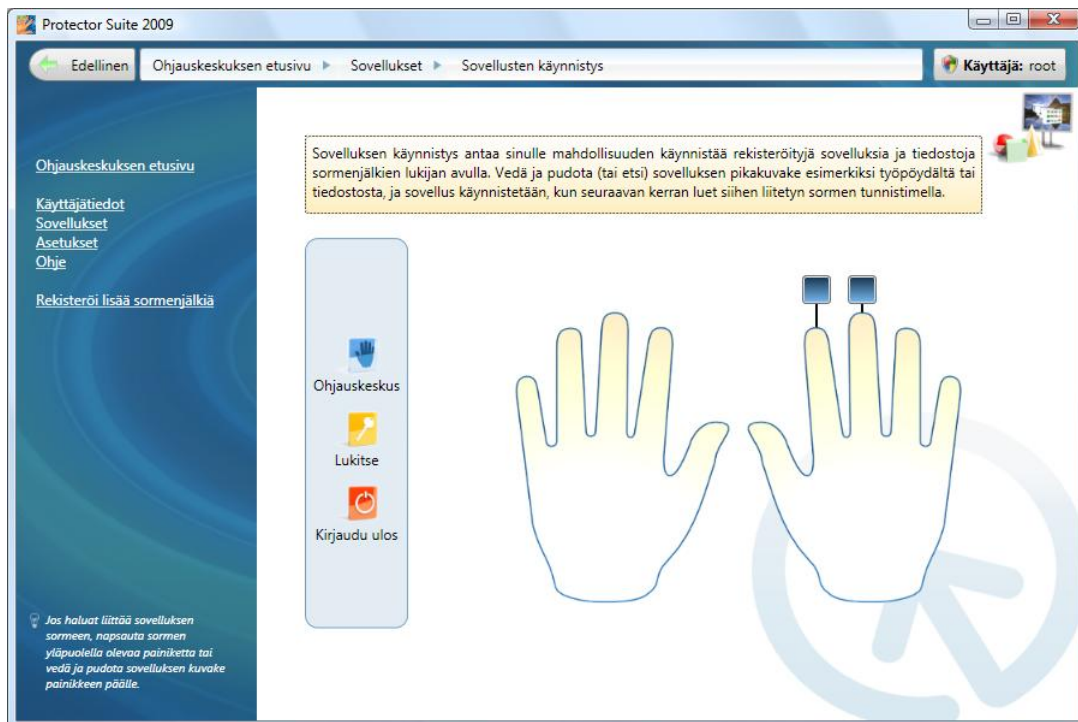 Protector Suite 2009
Edellinen
Ohjauskeskuksen etusivu
Sovellukset
Sovellusten käynnistys
Käyttäjä: root
Ohjauskeskuksen etusivu
Käyttäjätiedot
Sovellukset
Asetukset
Ohje
Rekisteröi lisää sormenjälkiä
Jos haluat liittää sovelluksen
sormeen, napsauta sormen
yläpuolella olevaa painiketta tai
vedä ja pudota sovelluksen kuvake
painikkeen päälle.
Sovelluksen käynnistys antaa sinulle mahdollisuuden käynnistää rekisteröityjä sovelluksia ja tiedostoja
sormenjälkien lukijan avulla. Vedä ja pudota (tai etsi) sovelluksen pikakuvake esimerkiksi työpöydältä tai
tiedostosta, ja sovellus käynnistetään, kun seuraavan kerran luet siihen liitetyn sormen tunnistimella.
Ohjauskeskus
Lukitse
Kirjaudu ulos